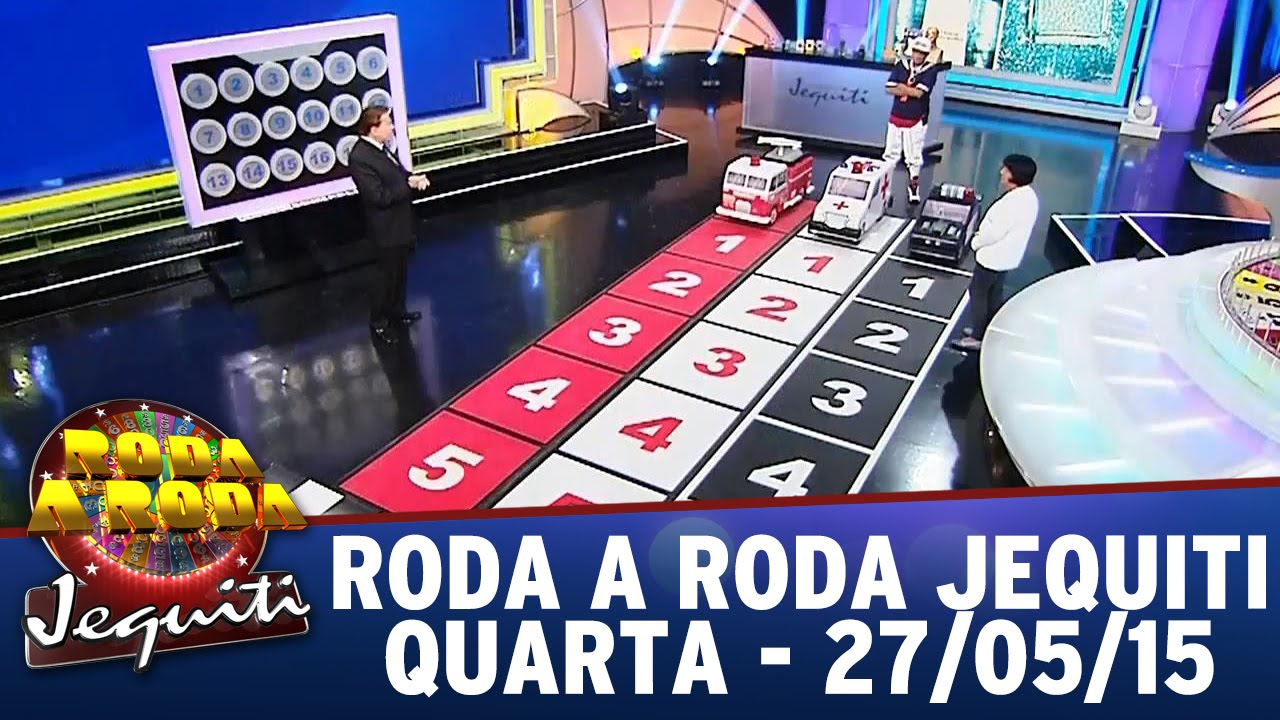 1 2 3 4 5 6
7 8 9 10 11
13 14 15 16
Jequiti
1 1 1
2 2 2
3 3 3
4 4 4
5
RODA
A RODA
Jequiti
RODA A RODA JEQUITI
QUARTA - 27/05/15